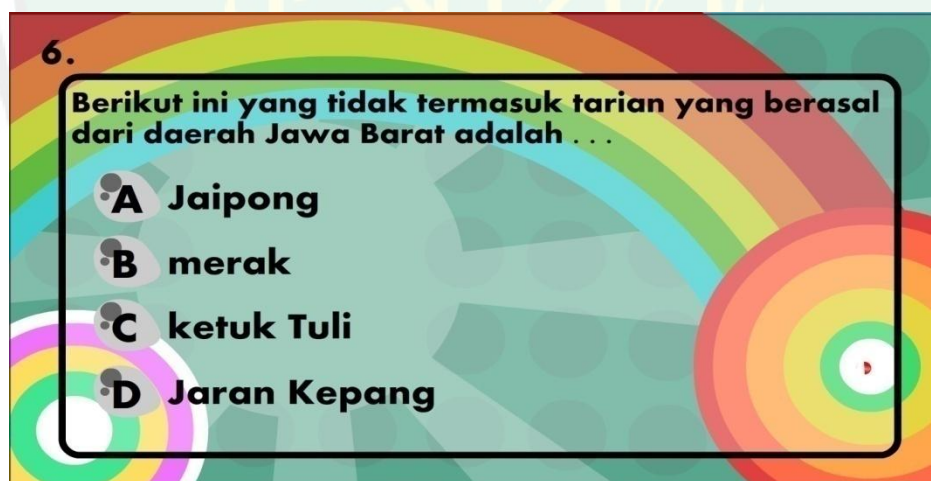 6.
Berikut ini yang tidak termasuk tarian yang berasal
dari daerah Jawa Barat adalah . . .
A Jaipong
B merak
C ketuk Tuli
D Jaran Kepang